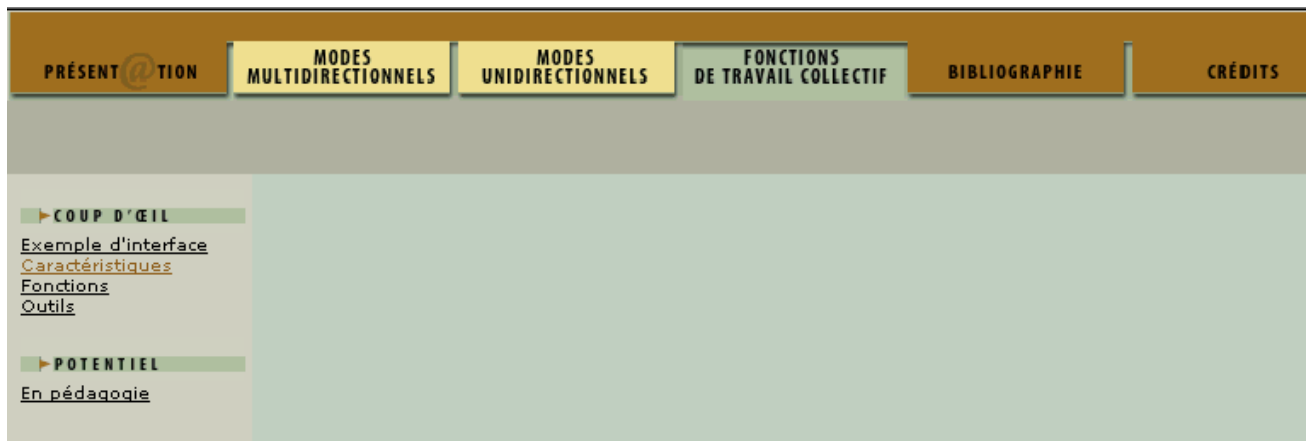 PRÉSENT@TION
MODES
MULTIDIRECTIONNELS
MODES
UNIDIRECTIONNELS
FONCTIONS
DE TRAVAIL COLLECTIF
BIBLIOGRAPHIE
CRÉDITS
COUP D'ŒIL
Exemple d'interface
Caractéristiques
Fonctions
Outils
POTENTIEL
En pédagogie